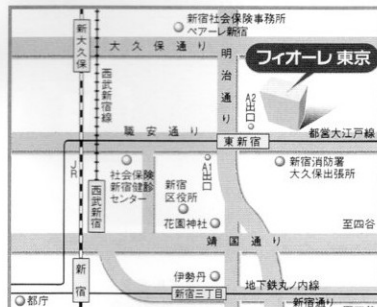 新宿社会保険事務所
ペアーレ新宿
新大久保
大久保通り
明治通り
フィオーレ 東京
西武新宿線
A2
出口
都営大江戸線
職安通り
東新宿
JR
A1
出口
新宿消防署
大久保出張所
社会保険
新宿健診
センター
西武新宿
新宿
区役所
花園神社
至四谷
靖国通り
新宿
伊勢丹
地下鉄丸ノ内線
都庁
新宿三丁目
新宿通り